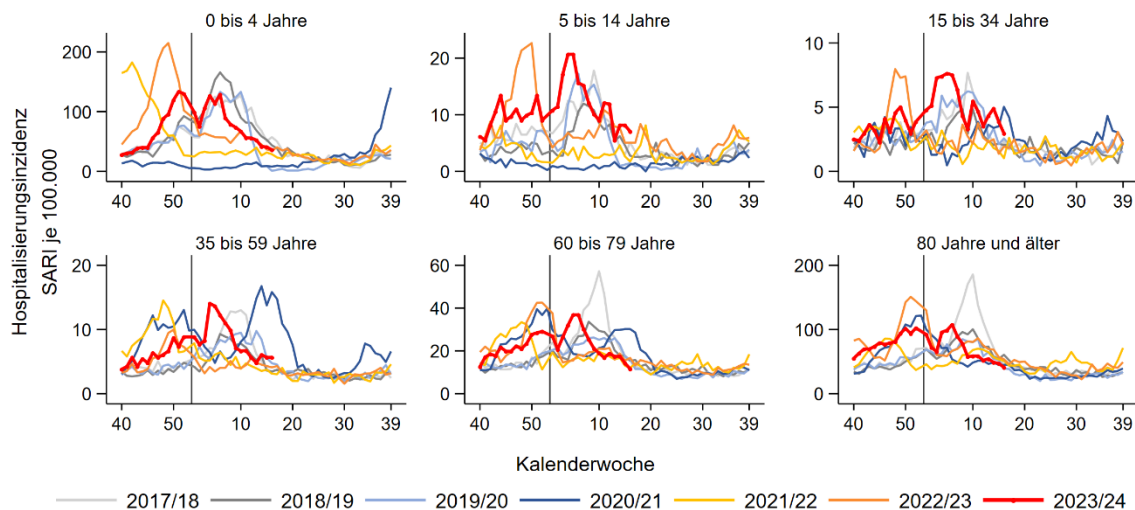 Hospitalisierungsinzidenz
SARI je 100.000
0 bis 4 Jahre
200
100
0
40 50 10 20 30 39
5 bis 14 Jahre
20
10
0
40 50 10 20 30 39
15 bis 34 Jahre
10
5
0
40 50 10 20 30 39
35 bis 59 Jahre
20
10
0
40 50 10 20 30 39
60 bis 79 Jahre
60
40
20
0
40 50 10 20 30 39
80 Jahre und älter
200
100
0
40 50 10 20 30 39
Kalenderwoche
2017/18 2018/19 2019/20 2020/21 2021/22 2022/23 2023/24